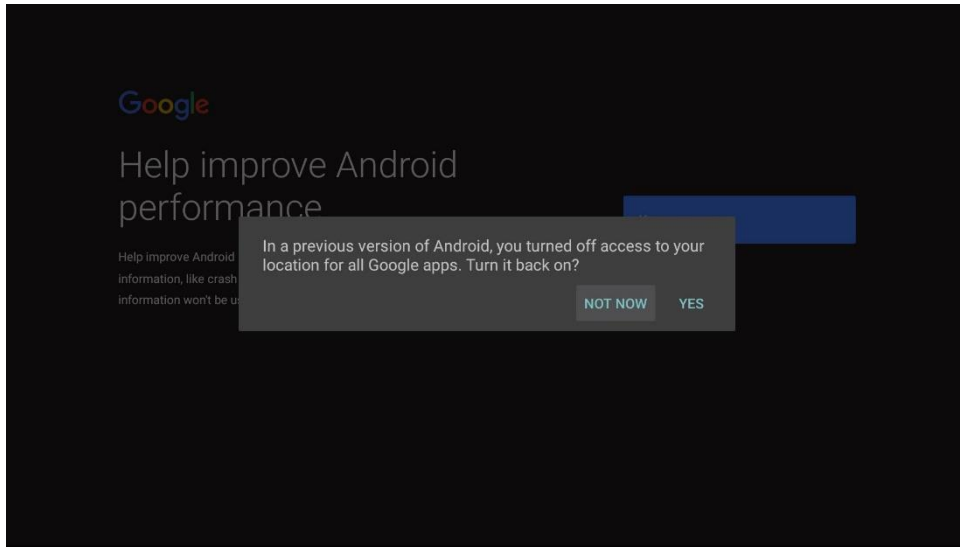 Google
Help improve Android
performance
Help improve Android
information, like crash
information won't be
In a previous version of Android, you turned off access to your
location for all Google apps. Turn it back on?
NOT NOW YES